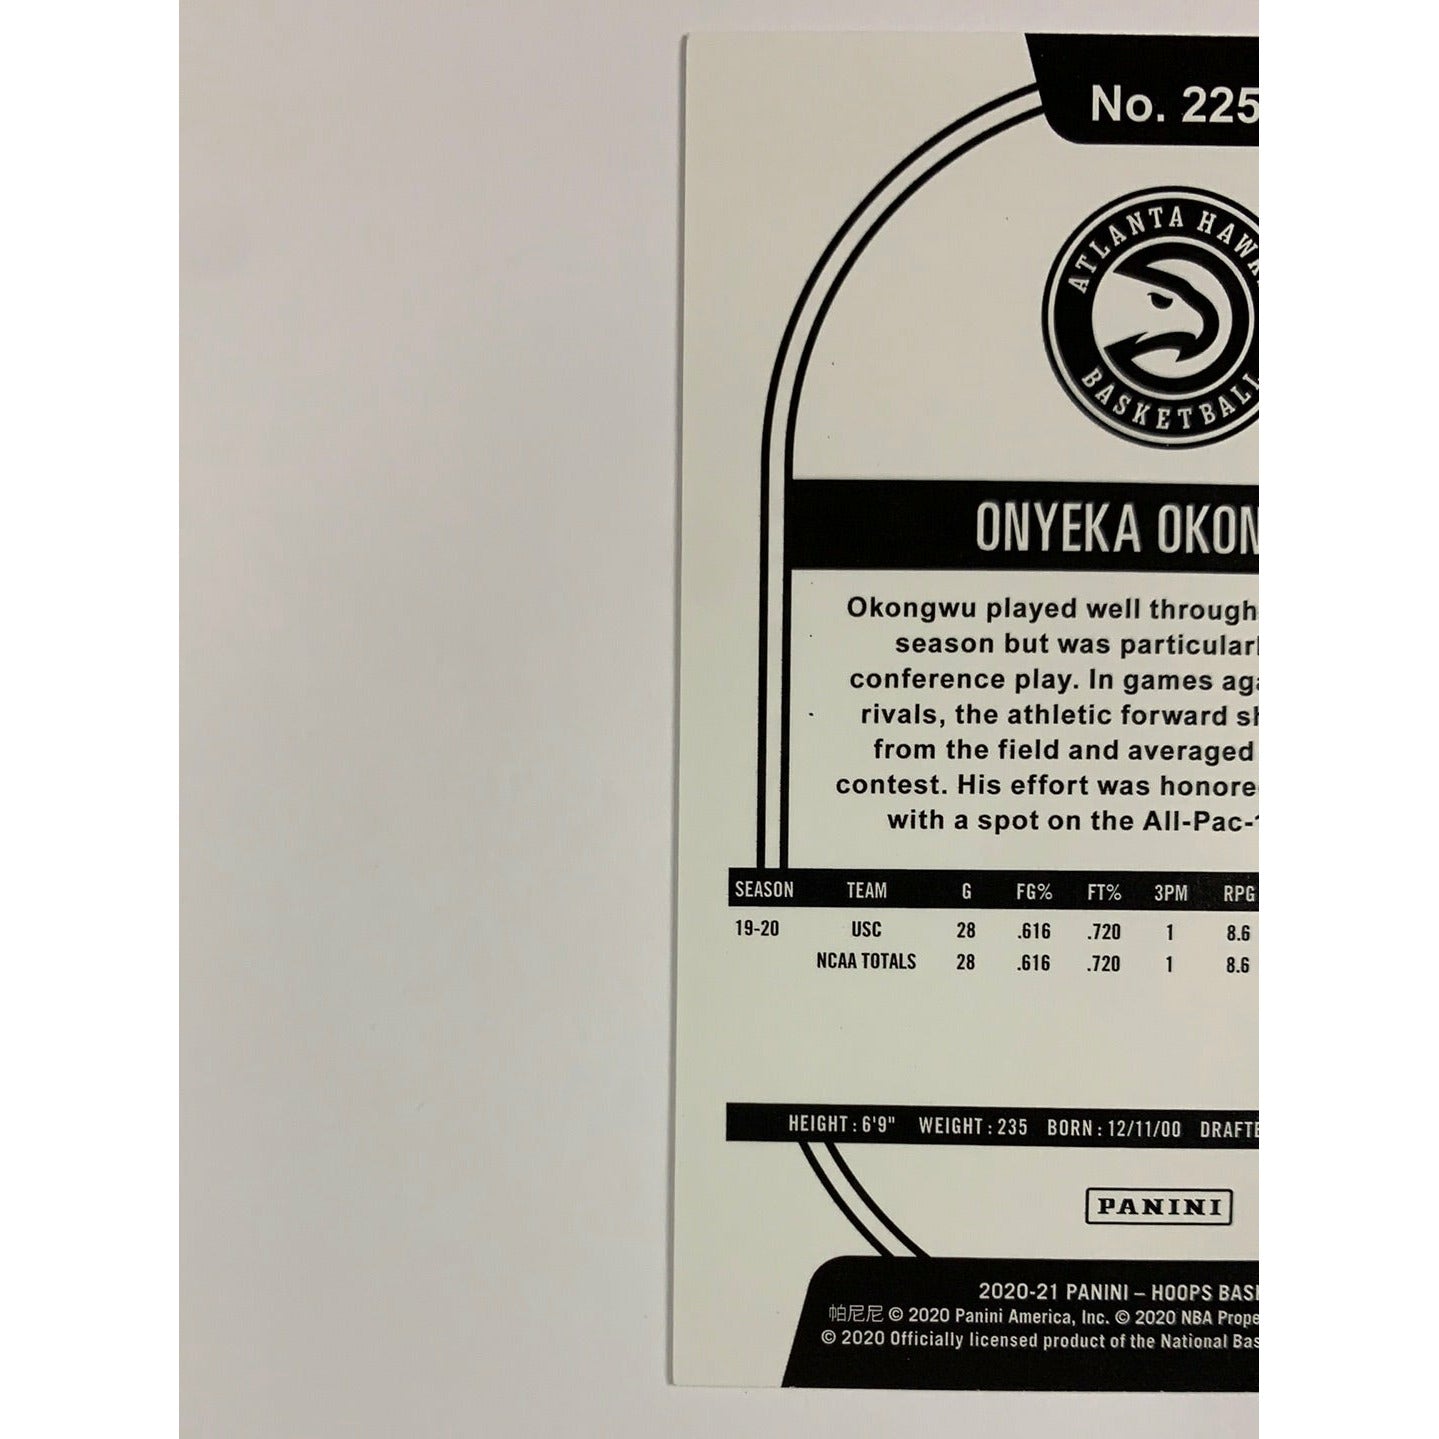 No. 225
ATLANTA HAWK
BASKETBALL
ONYEKA OKON
Okongwu played well through
season but was particularl
conference play. In games aga
rivals, the athletic forward sh
from the field and averaged
contest. His effort was honore
with a spot on the All-Pac-1
SEASON TEAM G FG% FT% 3PM RPG
19-20 USC 28 .616 .720 1 8.6
NCAA TOTALS 28 .616 .720 1 8.6
HEIGHT : 6'9" WEIGHT : 235 BORN : 12/11/00 DRAFTE
PANINI
2020-21 PANINI – HOOPS BAS
帕尼尼 © 2020 Panini America, Inc. © 2020 NBA Prope
© 2020 Officially licensed product of the National Bas